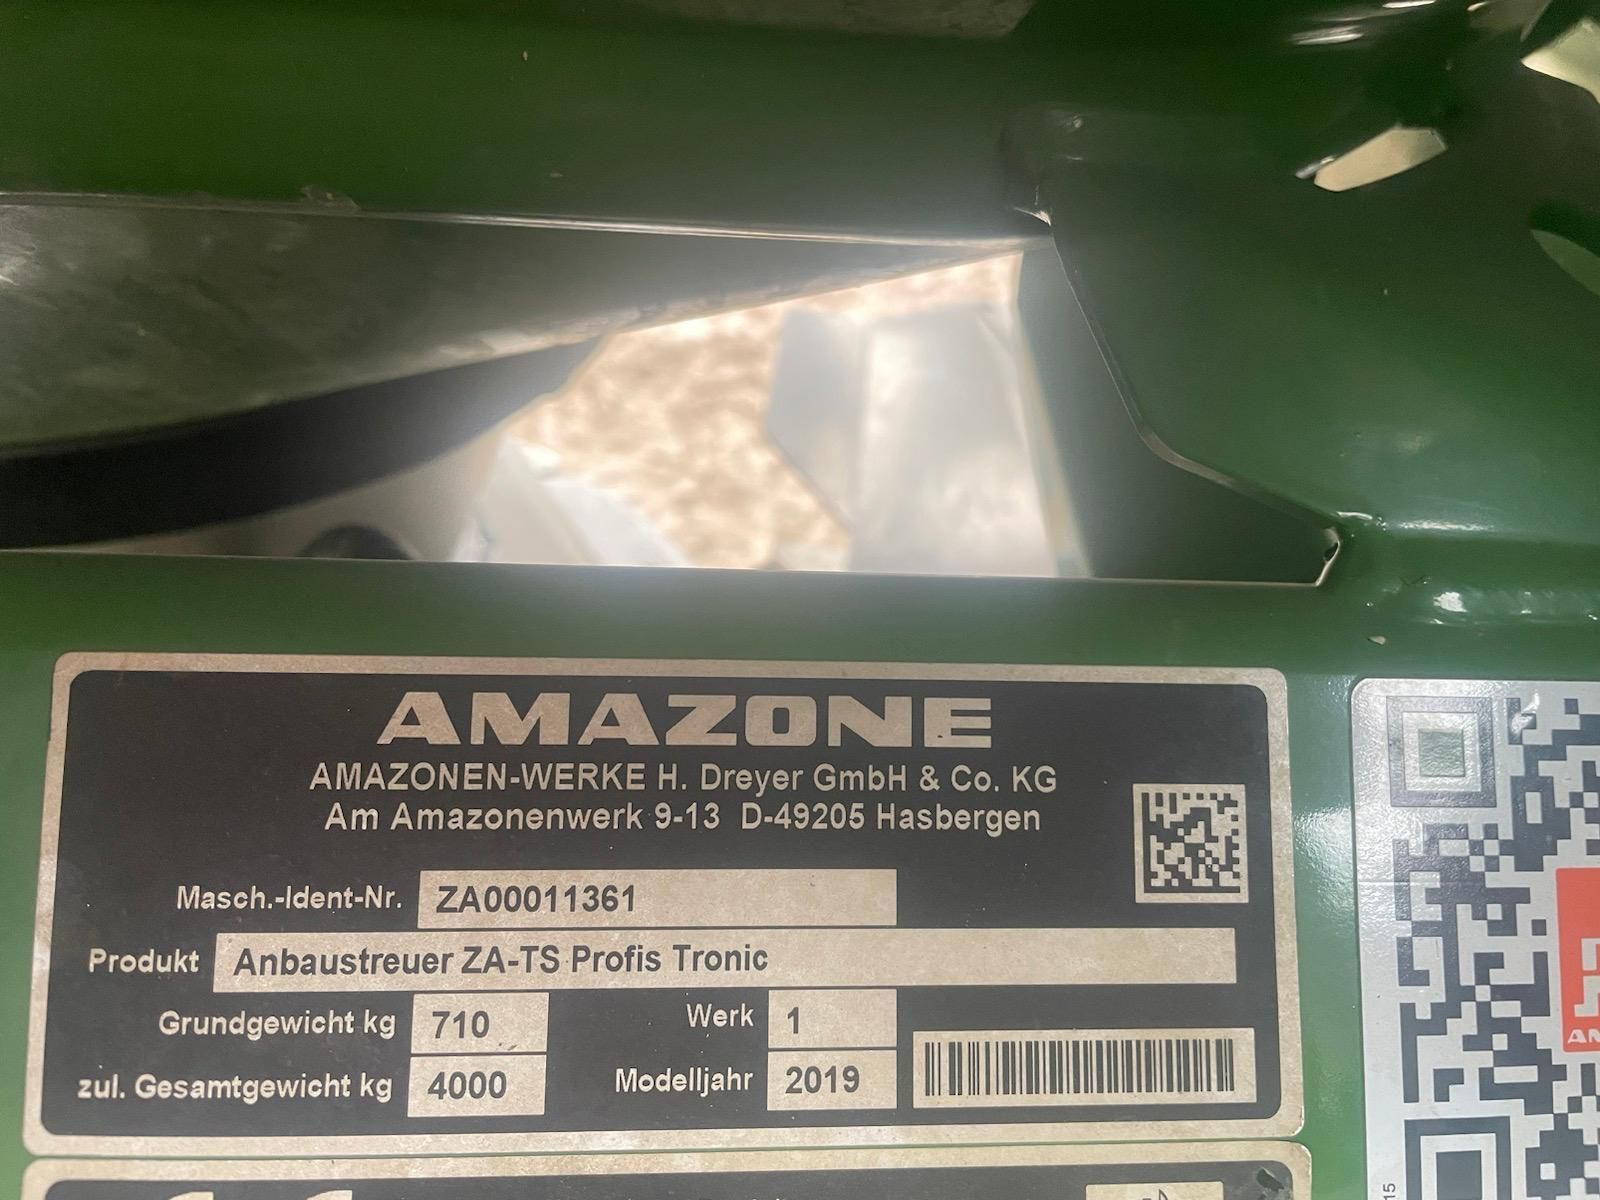 AMAZONE
AMAZONEN-WERKE H. Dreyer GmbH & Co. KG
Am Amazonenwerk 9-13 D-49205 Hasbergen
Masch.-Ident-Nr. ZA00011361
Produkt Anbaustreuer ZA-TS Profis Tronic
Grundgewicht kg 710 Werk 1
zul. Gesamtgewicht kg 4000 Modelljahr 2019